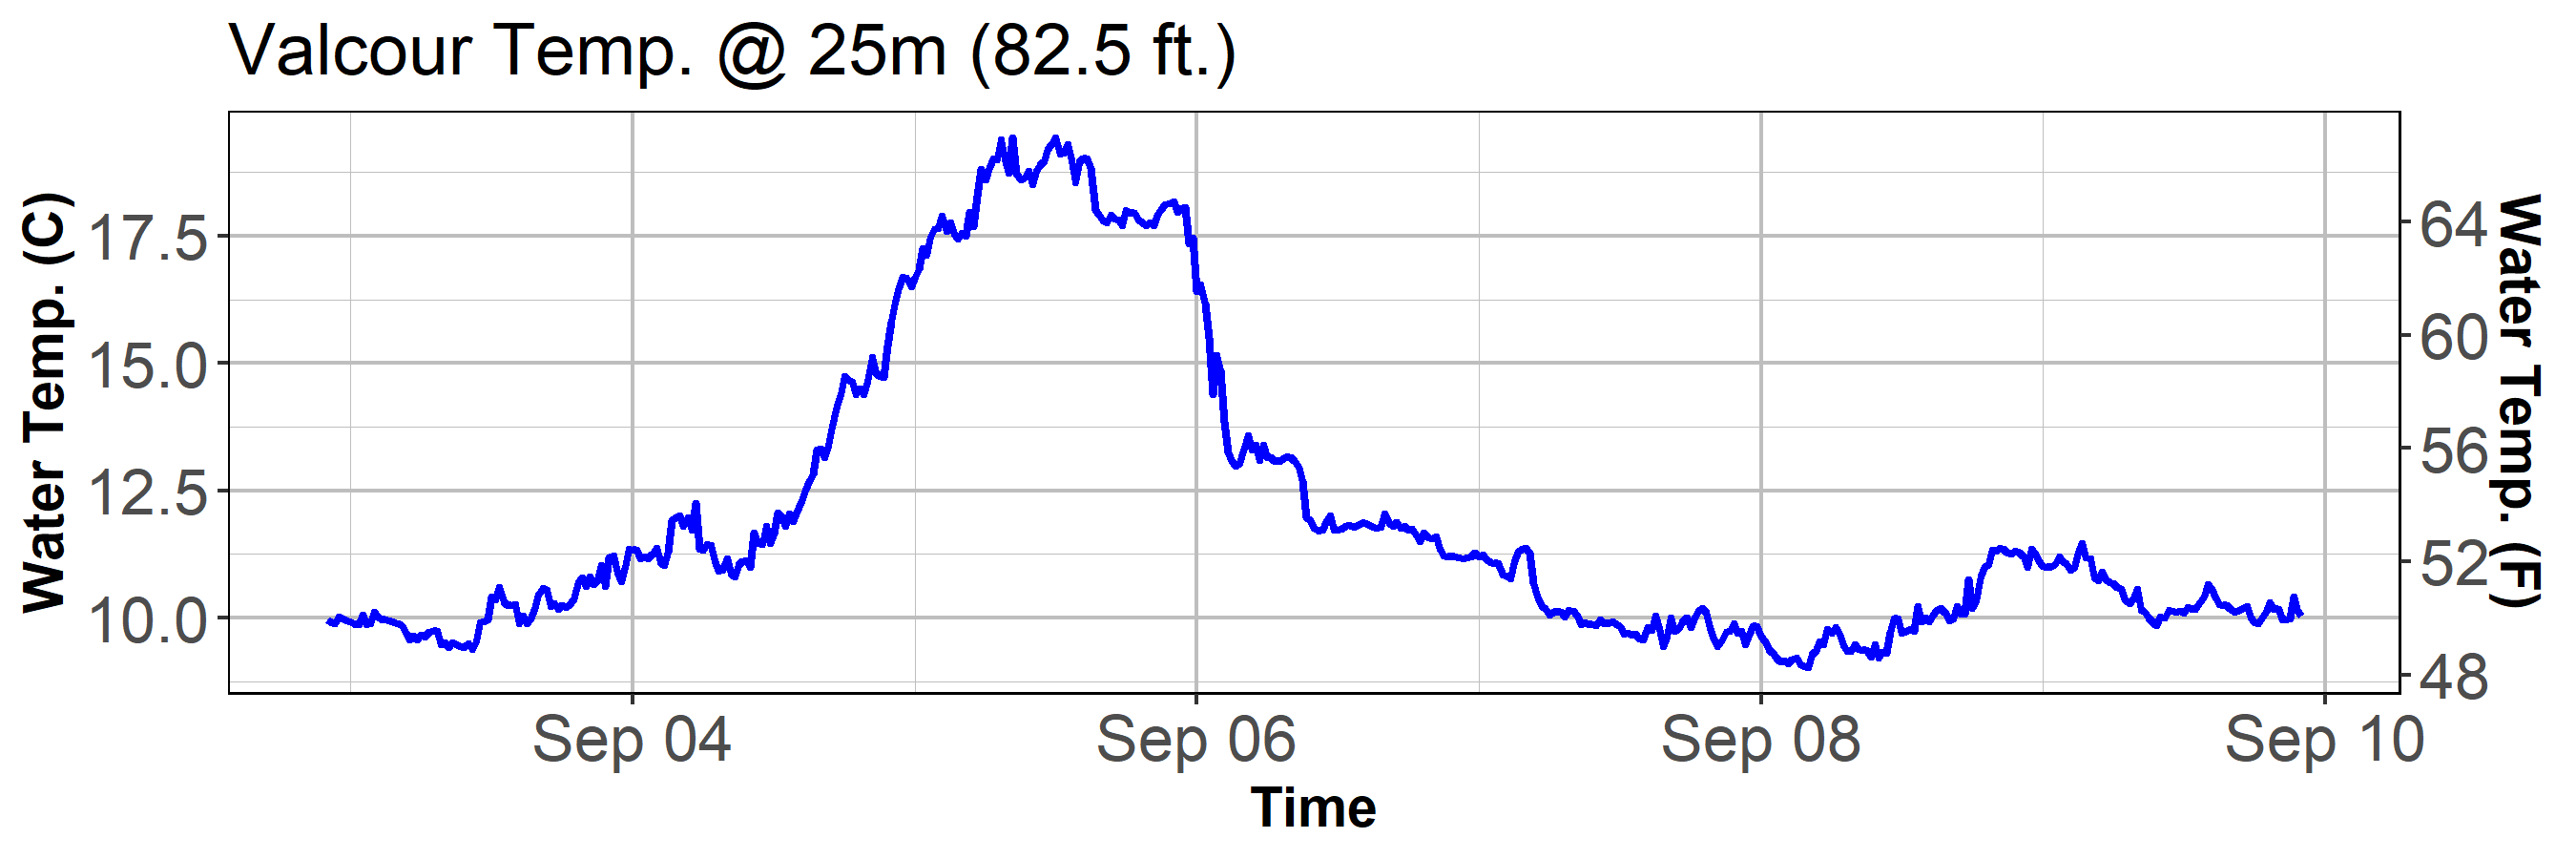 Valcour Temp. @ 25m (82.5 ft.)
Water Temp. (C)
17.5
15.0
12.5
10.0
64
60
56
52
48
Water Temp. (F)
Sep 04 Sep 06 Sep 08 Sep 10
Time